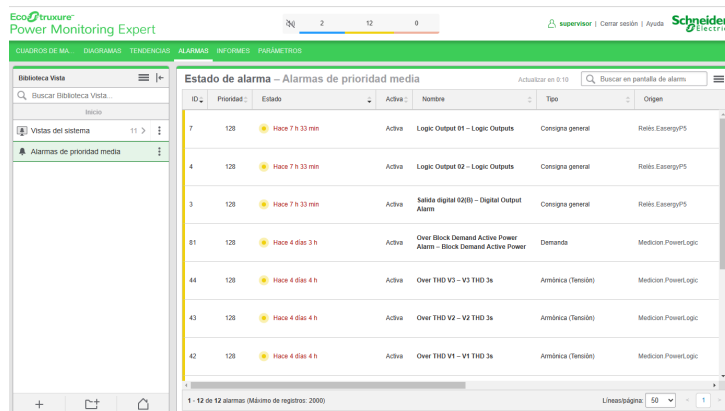 EcoStruxure™
Power Monitoring Expert
2 12 0
supervisor | Cerrar sesión | Ayuda
Schneider
Electric
CUADROS DE MA... DIAGRAMAS TENDENCIAS ALARMAS INFORMES PARÁMETROS
Biblioteca Vista
Buscar Biblioteca Vista...
Inicio
Vistas del sistema 11 >
Alarmas de prioridad media
Estado de alarma – Alarmas de prioridad media
Actualizar en 0:10
Buscar en pantalla de alarma
ID Prioridad Estado Activa Nombre Tipo Origen
7 128 Hace 7 h 33 min Activa Logic Output 01 – Logic Outputs Consigna general Relés.EasergyP5
4 128 Hace 7 h 33 min Activa Logic Output 02 – Logic Outputs Consigna general Relés.EasergyP5
3 128 Hace 7 h 33 min Activa Salida digital 02(B) – Digital Output Alarm Consigna general Relés.EasergyP5
81 128 Hace 4 días 3 h Activa Over Block Demand Active Power Alarm – Block Demand Active Power Demanda Medicion.PowerLogic
44 128 Hace 4 días 4 h Activa Over THD V3 – V3 THD 3s Armónica (Tensión) Medicion.PowerLogic
43 128 Hace 4 días 4 h Activa Over THD V2 – V2 THD 3s Armónica (Tensión) Medicion.PowerLogic
42 128 Hace 4 días 4 h Activa Over THD V1 – V1 THD 3s Armónica (Tensión) Medicion.PowerLogic
1 - 12 de 12 alarmas (Máximo de registros: 2000)
Líneas/página: 50 < 1 >